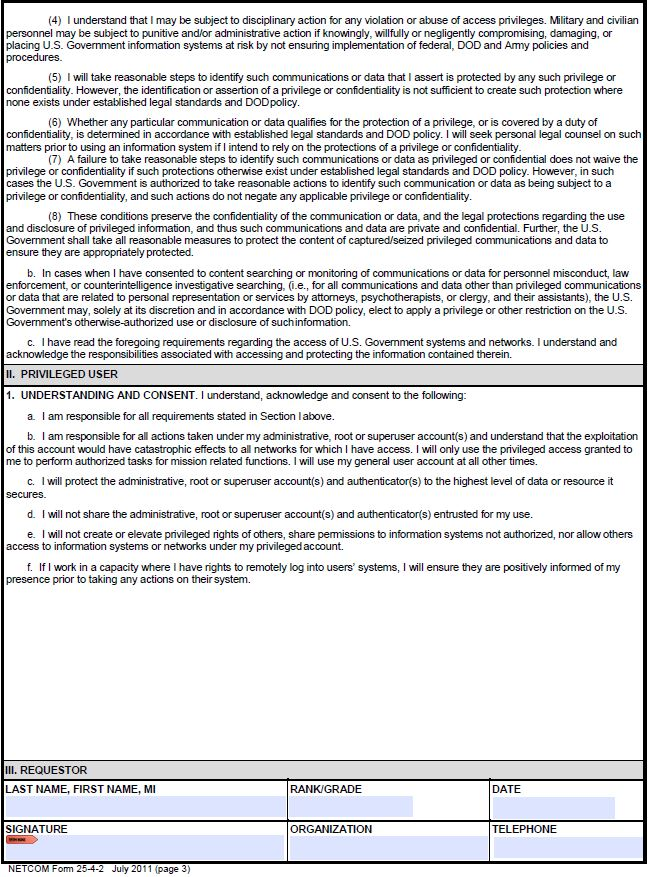 (4) I understand that I may be subject to disciplinary action for any violation or abuse of access privileges. Military and civilian
personnel may be subject to punitive and/or administrative action if knowingly, willfully or negligently compromising, damaging, or
placing U.S. Government information systems at risk by not ensuring implementation of federal, DOD and Army policies and
procedures.
(5) I will take reasonable steps to identify such communications or data that I assert is protected by any such privilege or
confidentiality. However, the identification or assertion of a privilege or confidentiality is not sufficient to create such protection where
none exists under established legal standards and DOD policy.
(6) Whether any particular communication or data qualifies for the protection of a privilege, or is covered by a duty of
confidentiality, is determined in accordance with established legal standards and DOD policy. I will seek personal legal counsel on such
matters prior to using an information system if I intend to rely on the protections of a privilege or confidentiality.
(7) A failure to take reasonable steps to identify such communications or data as privileged or confidential does not waive the
privilege or confidentiality if such protections otherwise exist under established legal standards and DOD policy. However, in such
cases the U.S. Government is authorized to take reasonable actions to identify such communication or data as being subject to a
privilege or confidentiality, and such actions do not negate any applicable privilege or confidentiality.
(8) These conditions preserve the confidentiality of the communication or data, and the legal protections regarding the use
and disclosure of privileged information, and thus such communications and data are private and confidential. Further, the U.S.
Government shall take all reasonable measures to protect the content of captured/seized privileged communications and data to
ensure they are appropriately protected.
b. In cases when I have consented to content searching or monitoring of communications or data for personnel misconduct, law
enforcement, or counterintelligence investigative searching, (i.e., for all communications and data other than privileged communications
or data that are related to personal representation or services by attorneys, psychotherapists, or clergy, and their assistants), the U.S.
Government may, solely at its discretion and in accordance with DOD policy, elect to apply a privilege or other restriction on the U.S.
Government's otherwise-authorized use or disclosure of such information.
c. I have read the foregoing requirements regarding the access of U.S. Government systems and networks. I understand and
acknowledge the responsibilities associated with accessing and protecting the information contained therein.
II. PRIVILEGED USER
1. UNDERSTANDING AND CONSENT. I understand, acknowledge and consent to the following:
a. I am responsible for all requirements stated in Section I above.
b. I am responsible for all actions taken under my administrative, root or superuser account(s) and understand that the exploitation
of this account would have catastrophic effects to all networks for which I have access. I will only use the privileged access granted to
me to perform authorized tasks for mission related functions. I will use my general user account at all other times.
c. I will protect the administrative, root or superuser account(s) and authenticator(s) to the highest level of data or resource it
secures.
d. I will not share the administrative, root or superuser account(s) and authenticator(s) entrusted for my use.
e. I will not create or elevate privileged rights of others, share permissions to information systems not authorized, nor allow others
access to information systems or networks under my privileged account.
f. If I work in a capacity where I have rights to remotely log into users' systems, I will ensure they are positively informed of my
presence prior to taking any actions on their system.
III. REQUESTOR
LAST NAME, FIRST NAME, MI RANK/GRADE DATE
SIGNATURE ORGANIZATION TELEPHONE
NETCOM Form 25-4-2 July 2011 (page 3)